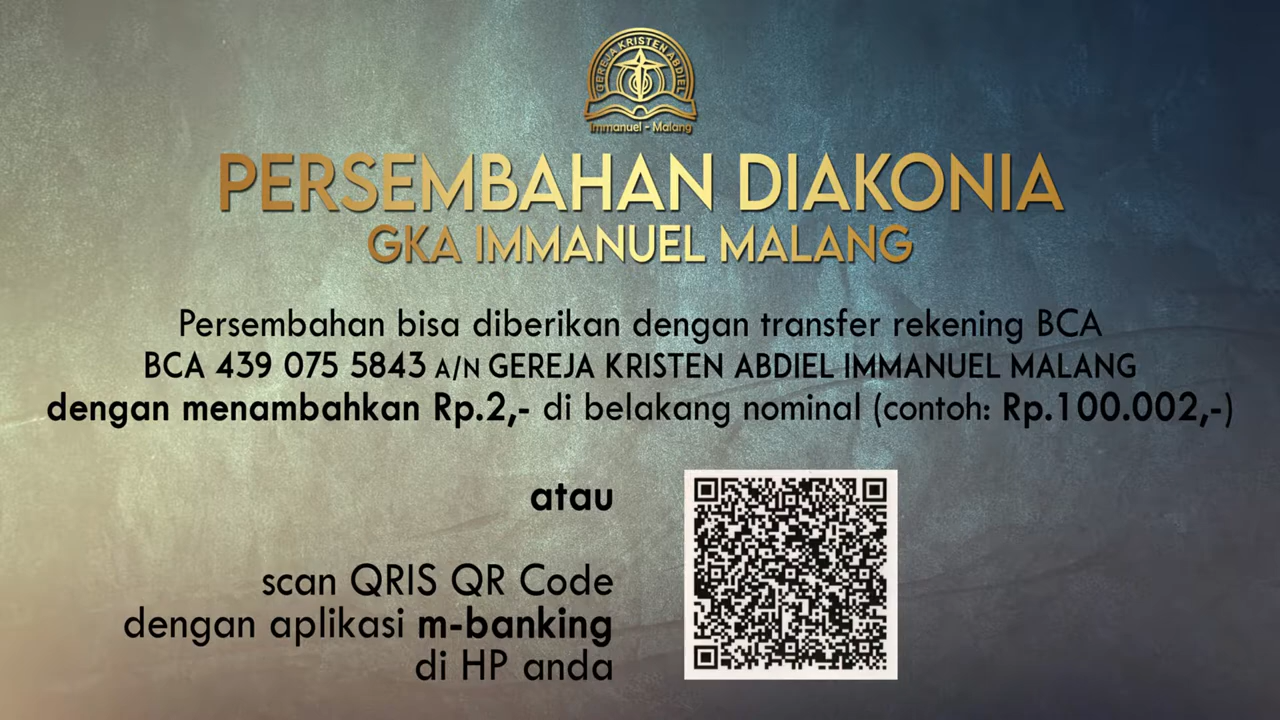 GEREJA KRISTEN ABDIEL
Immanuel - Malang
PERSEMBAHAN DIAKONIA
GKA IMMANUEL MALANG
Persembahan bisa diberikan dengan transfer rekening BCA
BCA 439 075 5843 A/N GEREJA KRISTEN ABDIEL IMMANUEL MALANG
dengan menambahkan Rp.2,- di belakang nominal (contoh: Rp.100.002,-)
atau
scan QRIS QR Code
dengan aplikasi m-banking
di HP anda